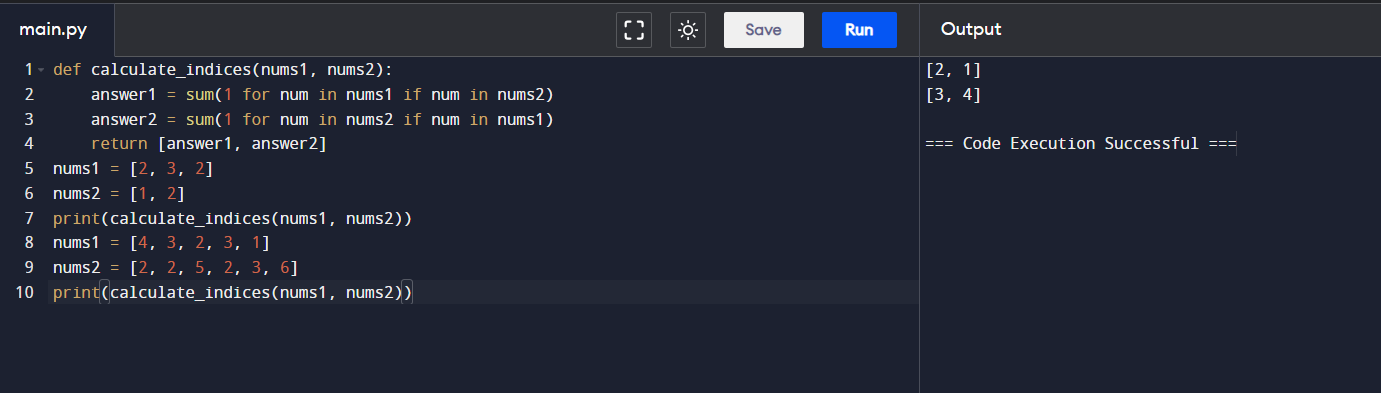 main.py
Save
Run
Output
1 def calculate_indices(nums1, nums2):
2     answer1 = sum(1 for num in nums1 if num in nums2)
3     answer2 = sum(1 for num in nums2 if num in nums1)
4     return [answer1, answer2]
5 nums1 = [2, 3, 2]
6 nums2 = [1, 2]
7 print(calculate_indices(nums1, nums2))
8 nums1 = [4, 3, 2, 3, 1]
9 nums2 = [2, 2, 5, 2, 3, 6]
10 print(calculate_indices(nums1, nums2))
[2, 1]
[3, 4]
=== Code Execution Successful ===